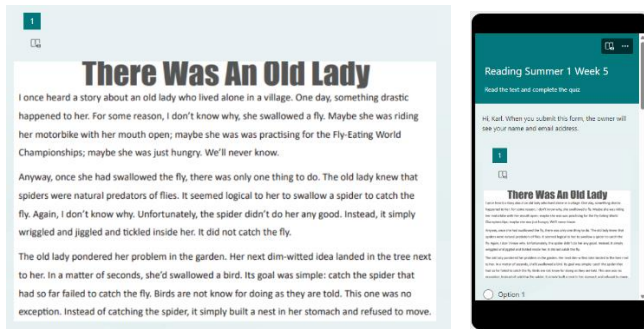 1
There Was An Old Lady
I once heard a story about an old lady who lived alone in a village. One day, something drastic
happened to her. For some reason, I don't know why, she swallowed a fly. Maybe she was riding
her motorbike with her mouth open; maybe she was was practising for the Fly-Eating World
Championships; maybe she was just hungry. We'll never know.
Anyway, once she had swallowed the fly, there was only one thing to do. The old lady knew that
spiders were natural predators of flies. It seemed logical to her to swallow a spider to catch the
fly. Again, I don't know why. Unfortunately, the spider didn't do her any good. Instead, it simply
wriggled and jiggled and tickled inside her. It did not catch the fly.
The old lady pondered her problem in the garden. Her next dim-witted idea landed in the tree next
to her. In a matter of seconds, she'd swallowed a bird. Its goal was simple: catch the spider that
had so far failed to catch the fly. Birds are not know for doing as they are told. This one was no
exception. Instead of catching the spider, it simply built a nest in her stomach and refused to move.
Reading Summer 1 Week 5
Read the text and complete the quiz
Hi, Karl. When you submit this form, the owner will
see your name and email address.
1
There Was An Old Lady
Option 1